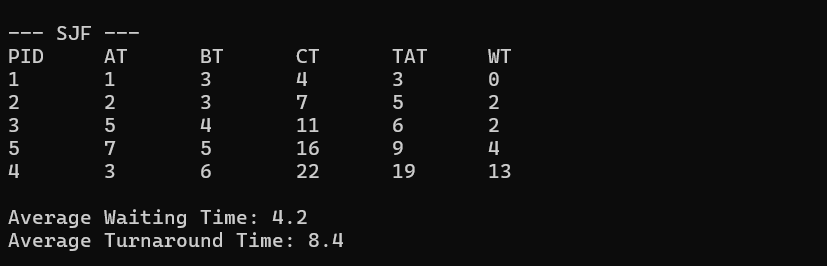 --- SJF ---
PID AT BT CT TAT WT
1 1 3 4 3 0
2 2 3 7 5 2
3 5 4 11 6 2
5 7 5 16 9 4
4 3 6 22 19 13
Average Waiting Time: 4.2
Average Turnaround Time: 8.4